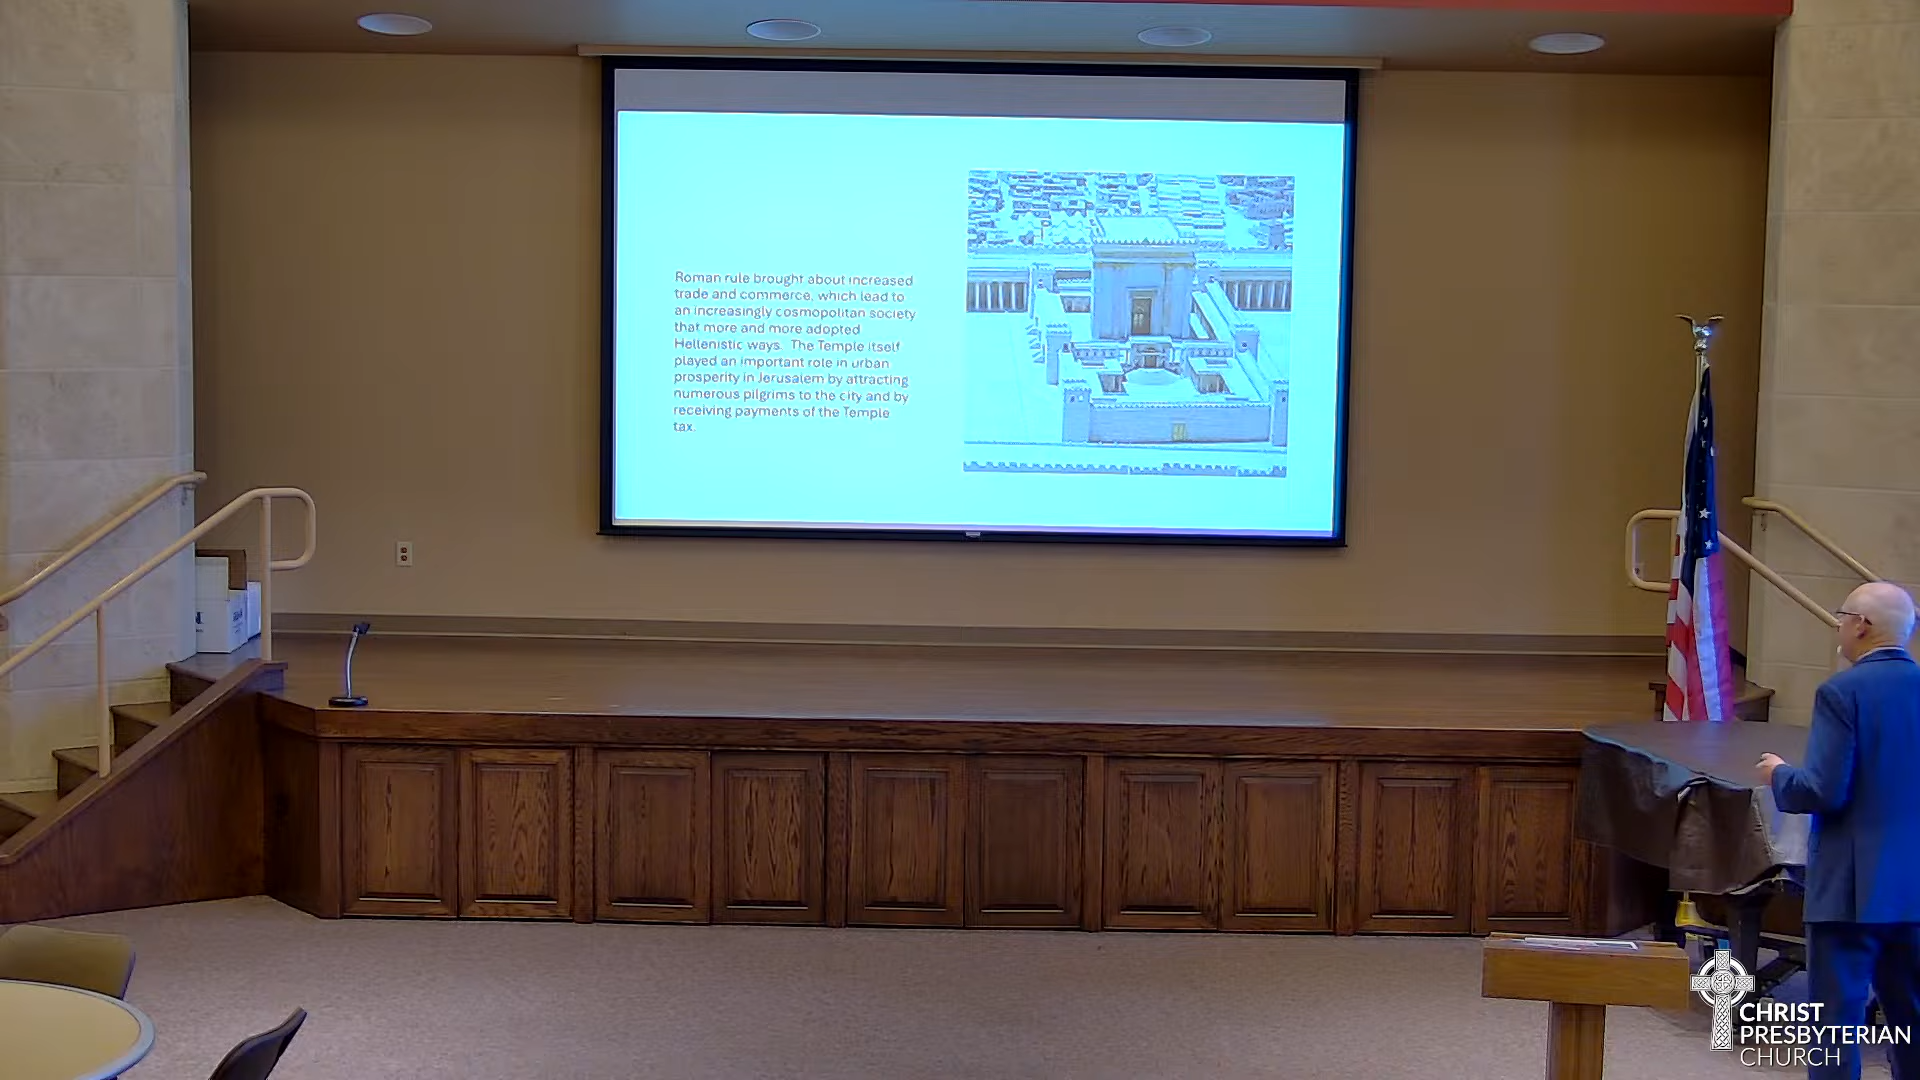 Roman rule brought about increased
trade and commerce, which lead to
an increasingly cosmopolitan society
that more and more adopted
Hellenistic ways. The Temple itself
played an important role in urban
prosperity in Jerusalem by attracting
numerous pilgrims to the city and by
receiving payments of the Temple
tax.
CHRIST
PRESBYTERIAN
CHURCH